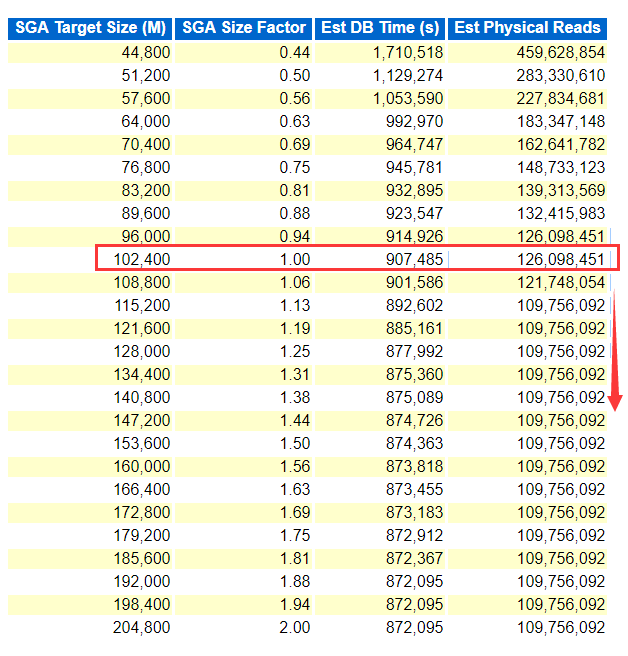 SGA Target Size (M) SGA Size Factor Est DB Time (s) Est Physical Reads
44,800 0.44 1,710,518 459,628,854
51,200 0.50 1,129,274 283,330,610
57,600 0.56 1,053,590 227,834,681
64,000 0.63 992,970 183,347,148
70,400 0.69 964,747 162,641,782
76,800 0.75 945,781 148,733,123
83,200 0.81 932,895 139,313,569
89,600 0.88 923,547 132,415,983
96,000 0.94 914,926 126,098,451
102,400 1.00 907,485 126,098,451
108,800 1.06 901,586 121,748,054
115,200 1.13 892,602 109,756,092
121,600 1.19 885,161 109,756,092
128,000 1.25 877,992 109,756,092
134,400 1.31 875,360 109,756,092
140,800 1.38 875,089 109,756,092
147,200 1.44 874,726 109,756,092
153,600 1.50 874,363 109,756,092
160,000 1.56 873,818 109,756,092
166,400 1.63 873,455 109,756,092
172,800 1.69 873,183 109,756,092
179,200 1.75 872,912 109,756,092
185,600 1.81 872,367 109,756,092
192,000 1.88 872,095 109,756,092
198,400 1.94 872,095 109,756,092
204,800 2.00 872,095 109,756,092